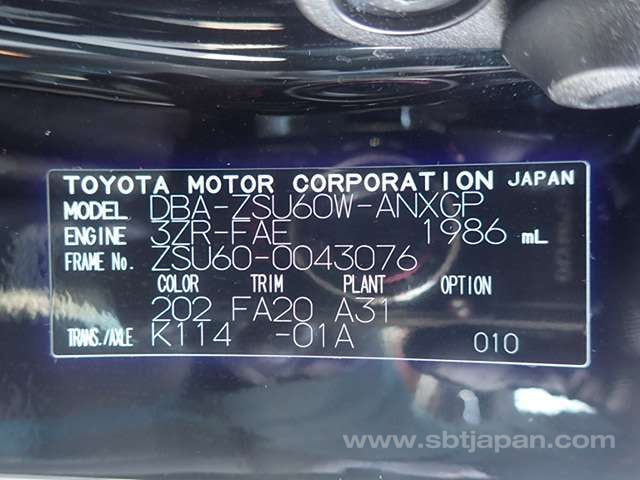 TOYOTA MOTOR CORPORATION JAPAN
MODEL DBA-ZSU60W-ANXGP
ENGINE 3ZR-FAE 1986 mL
FRAME No. ZSU60-0043076
COLOR TRIM PLANT OPTION
202 FA20 A31
TRANS./AXLE K114 -01A 010
www.sbtjapan.com